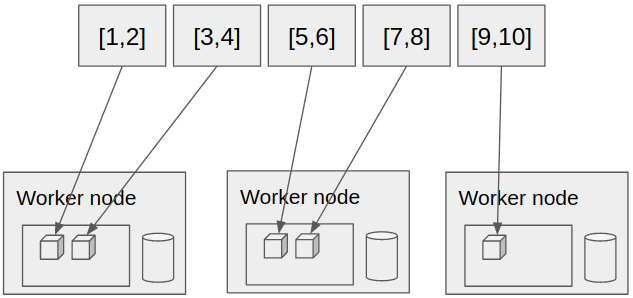 [1,2] [3,4] [5,6] [7,8] [9,10]
Worker node Worker node Worker node